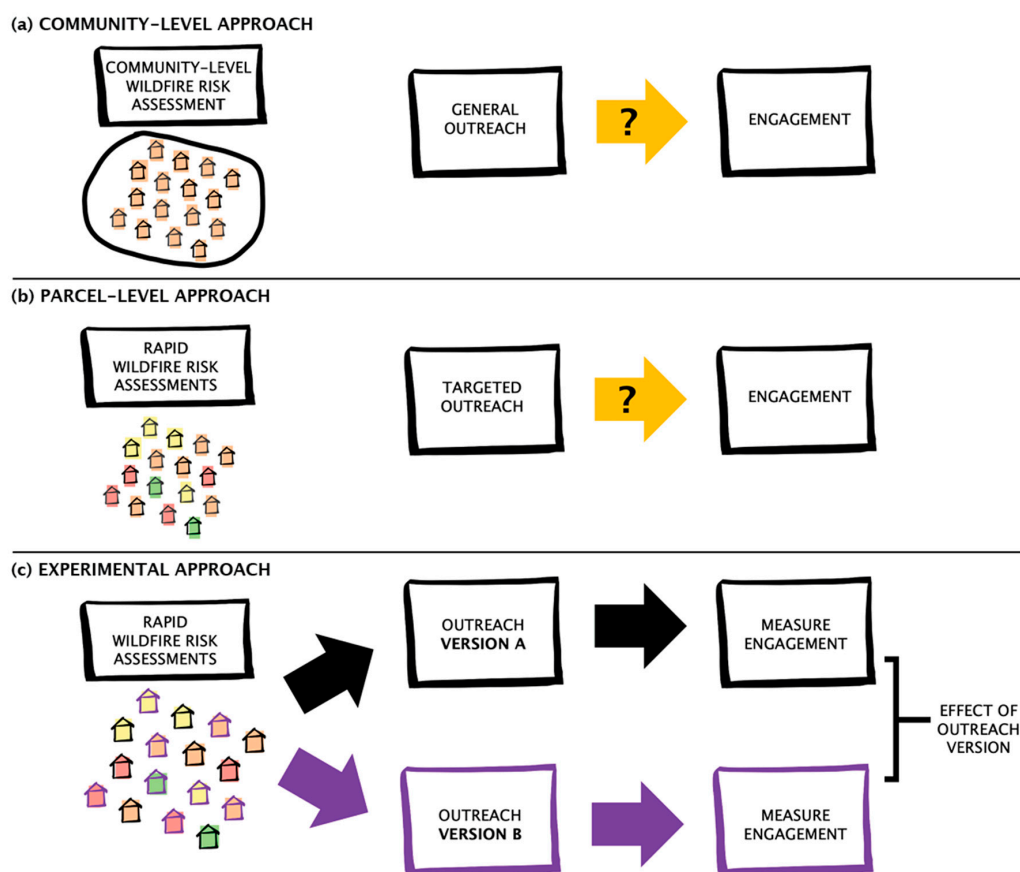 (a) COMMUNITY-LEVEL APPROACH
COMMUNITY-LEVEL
WILDFIRE RISK
ASSESSMENT
GENERAL
OUTREACH
?
ENGAGEMENT
(b) PARCEL-LEVEL APPROACH
RAPID
WILDFIRE RISK
ASSESSMENTS
TARGETED
OUTREACH
?
ENGAGEMENT
(c) EXPERIMENTAL APPROACH
RAPID
WILDFIRE RISK
ASSESSMENTS
OUTREACH
VERSION A
MEASURE
ENGAGEMENT
OUTREACH
VERSION B
MEASURE
ENGAGEMENT
EFFECT OF
OUTREACH
VERSION